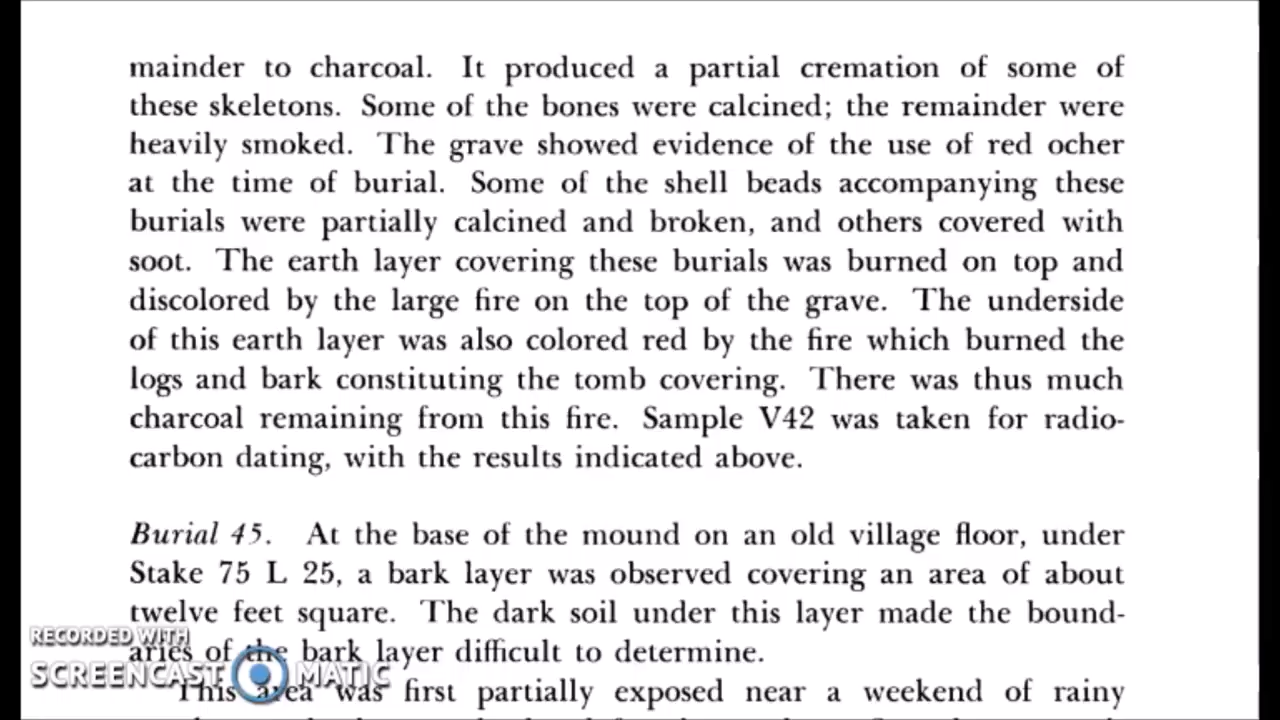 mainder to charcoal. It produced a partial cremation of some of
these skeletons. Some of the bones were calcined; the remainder were
heavily smoked. The grave showed evidence of the use of red ocher
at the time of burial. Some of the shell beads accompanying these
burials were partially calcined and broken, and others covered with
soot. The earth layer covering these burials was burned on top and
discolored by the large fire on the top of the grave. The underside
of this earth layer was also colored red by the fire which burned the
logs and bark constituting the tomb covering. There was thus much
charcoal remaining from this fire. Sample V42 was taken for radio-
carbon dating, with the results indicated above.
Burial 45. At the base of the mound on an old village floor, under
Stake 75 L 25, a bark layer was observed covering an area of about
twelve feet square. The dark soil under this layer made the bound-
aries of the bark layer difficult to determine.
This area was first partially exposed near a weekend of rainy
RECORDED WITH
SCREENCAST MATIC